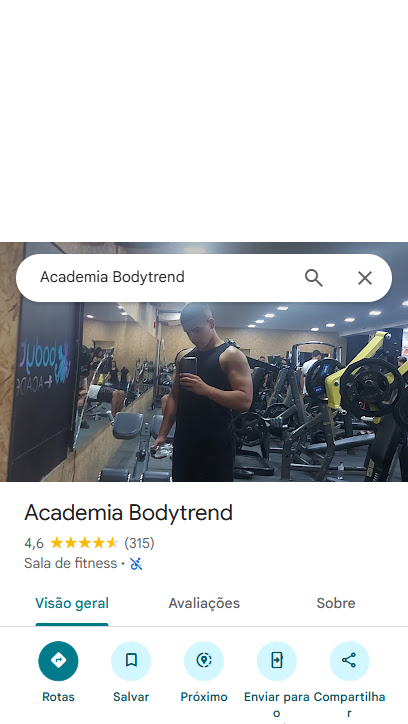 Academia Bodytrend
Academia Bodytrend
4,6 (315)
Sala de fitness ·
Visão geral Avaliações Sobre
Rotas Salvar Próximo Enviar para o Compartilhar